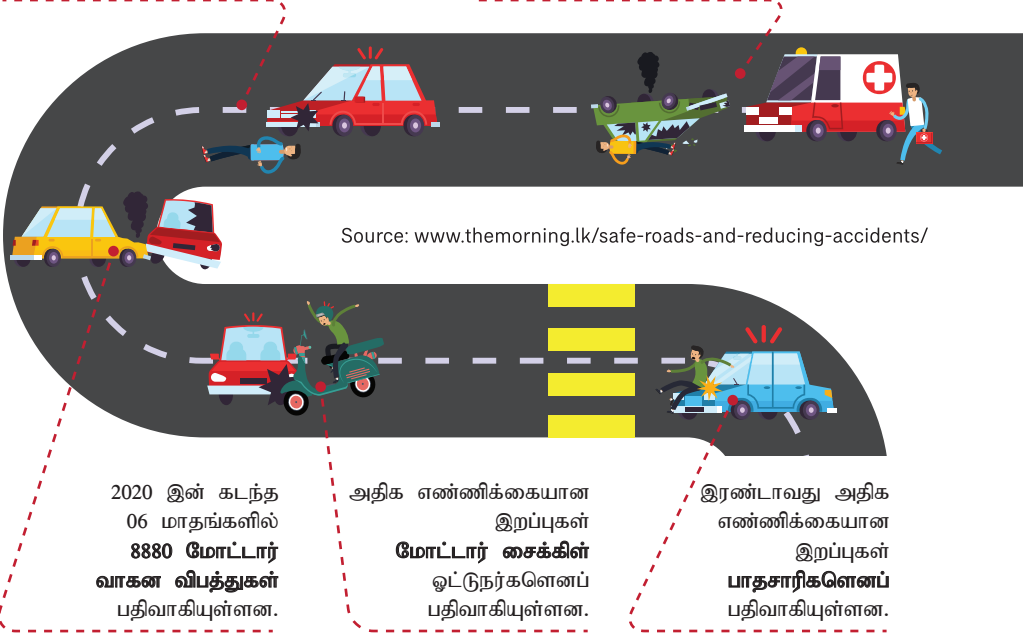 Source: www.themorning.lk/safe-roads-and-reducing-accidents/
2020 இன் கடந்த
06 மாதங்களில்
8880 மோட்டார்
வாகன விபத்துகள்
பதிவாகியுள்ளன.
அதிக எண்ணிக்கையான
இறப்புகள்
மோட்டார் சைக்கிள்
ஓட்டுநர்களெனப்
பதிவாகியுள்ளன.
இரண்டாவது அதிக
எண்ணிக்கையான
இறப்புகள்
பாதசாரிகளெனப்
பதிவாகியுள்ளன.